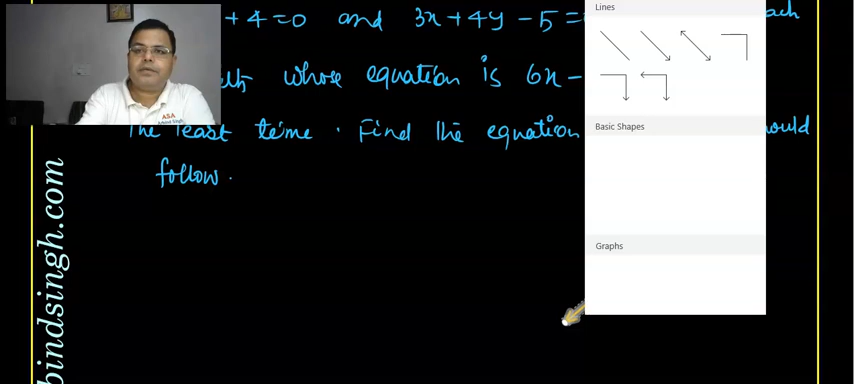 + 4 = 0 and 3x + 4y - 5 =
whose equation is 6x -
The least time . Find the equation
follow .
bindsingh.com
ASA
Lines
Basic Shapes
Graphs